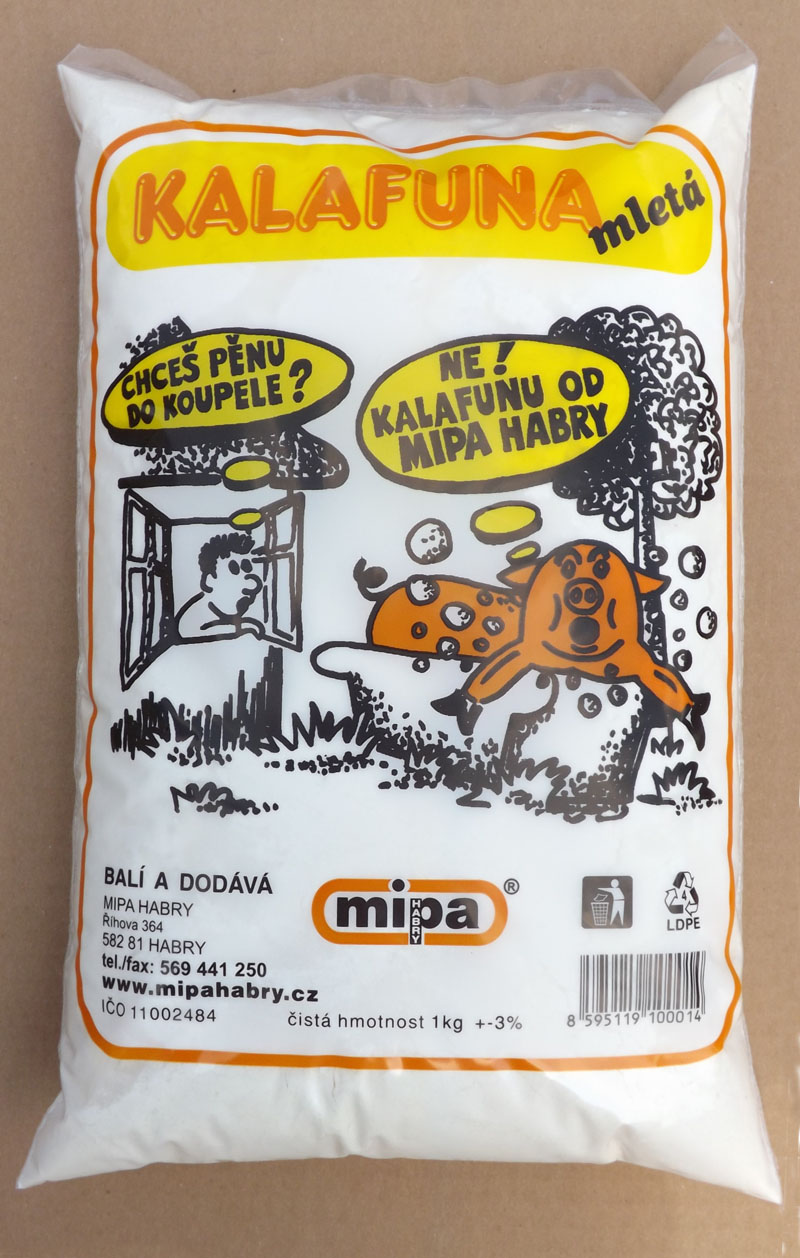 KALAFUNA
mletá
CHCEŠ PĚNU
DO KOUPELE?
NE!
KALAFUNU OD
MIPA HABRY
BALÍ A DODÁVÁ
MIPA HABRY
Říhova 364
582 81 HABRY
tel./fax: 569 441 250
www.mipahabry.cz
IČO 11002484
mipa
HABRY
®
LDPE
čistá hmotnost 1kg +-3%
8 595119 100014